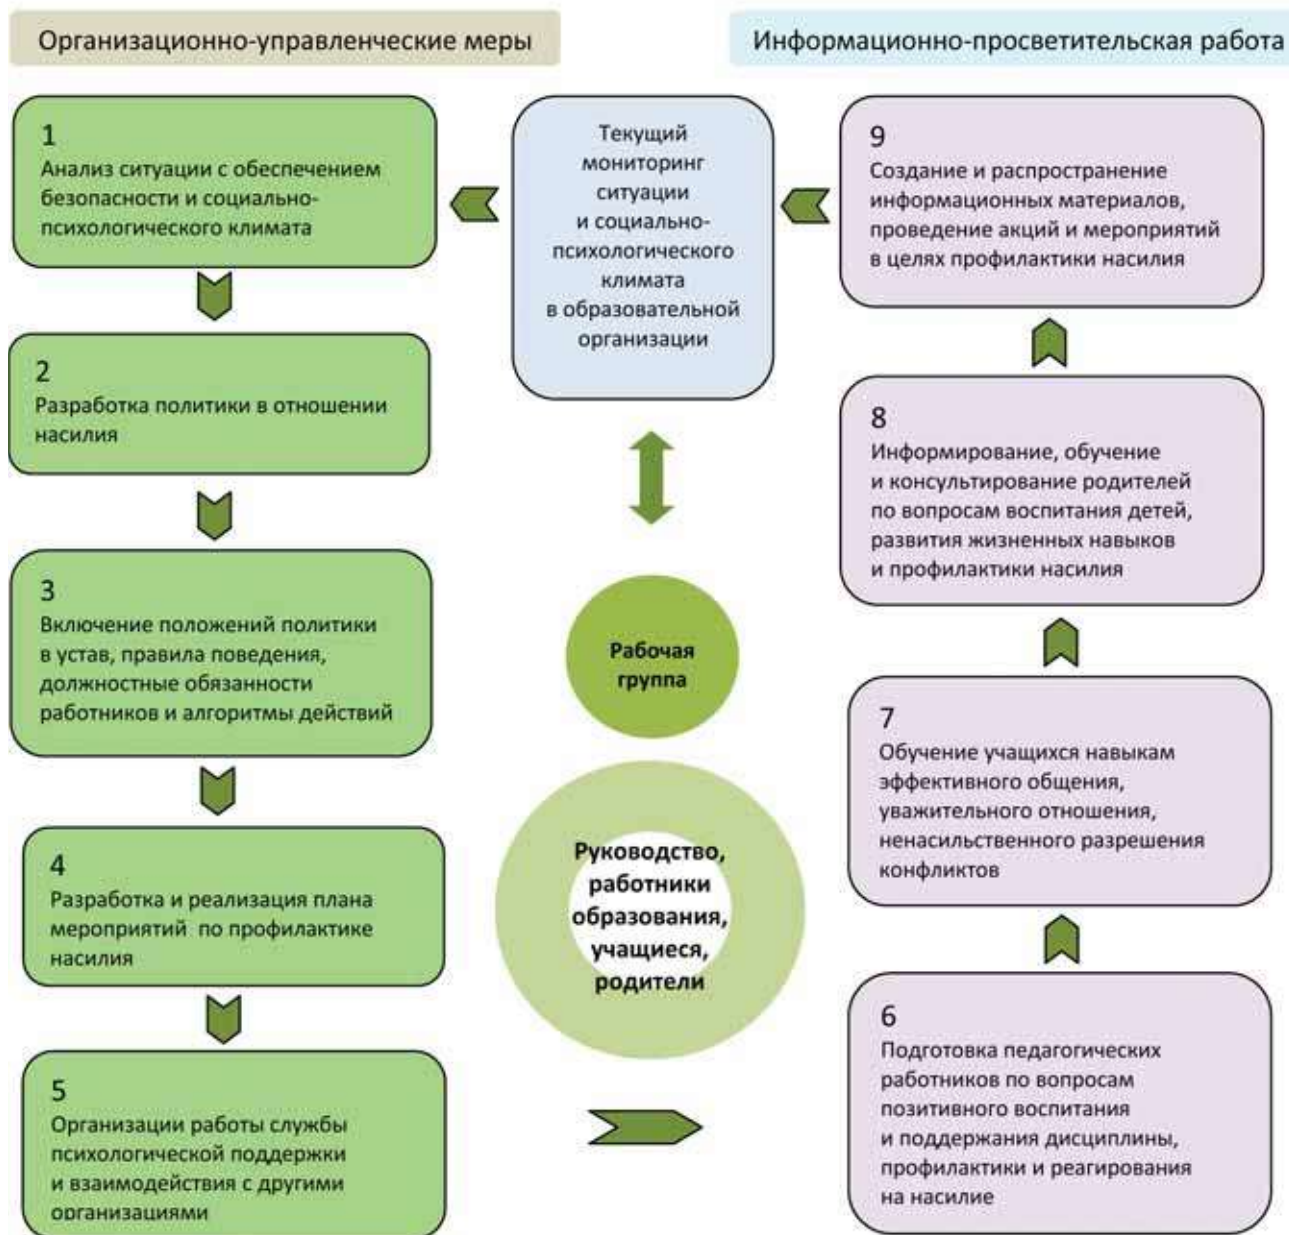 Организационно-управленческие меры
Информационно-просветительская работа
1
Анализ ситуации с обеспечением
безопасности и социально-
психологического климата
2
Разработка политики в отношении
насилия
3
Включение положений политики
в устав, правила поведения,
должностные обязанности
работников и алгоритмы действий
4
Разработка и реализация плана
мероприятий по профилактике
насилия
5
Организации работы службы
психологической поддержки
и взаимодействия с другими
организациями
Текущий
мониторинг
ситуации
и социально-
психологического
климата
в образовательной
организации
Рабочая
группа
Руководство,
работники
образования,
учащиеся,
родители
9
Создание и распространение
информационных материалов,
проведение акций и мероприятий
в целях профилактики насилия
8
Информирование, обучение
и консультирование родителей
по вопросам воспитания детей,
развития жизненных навыков
и профилактики насилия
7
Обучение учащихся навыкам
эффективного общения,
уважительного отношения,
ненасильственного разрешения
конфликтов
6
Подготовка педагогических
работников по вопросам
позитивного воспитания
и поддержания дисциплины,
профилактики и реагирования
на насилие